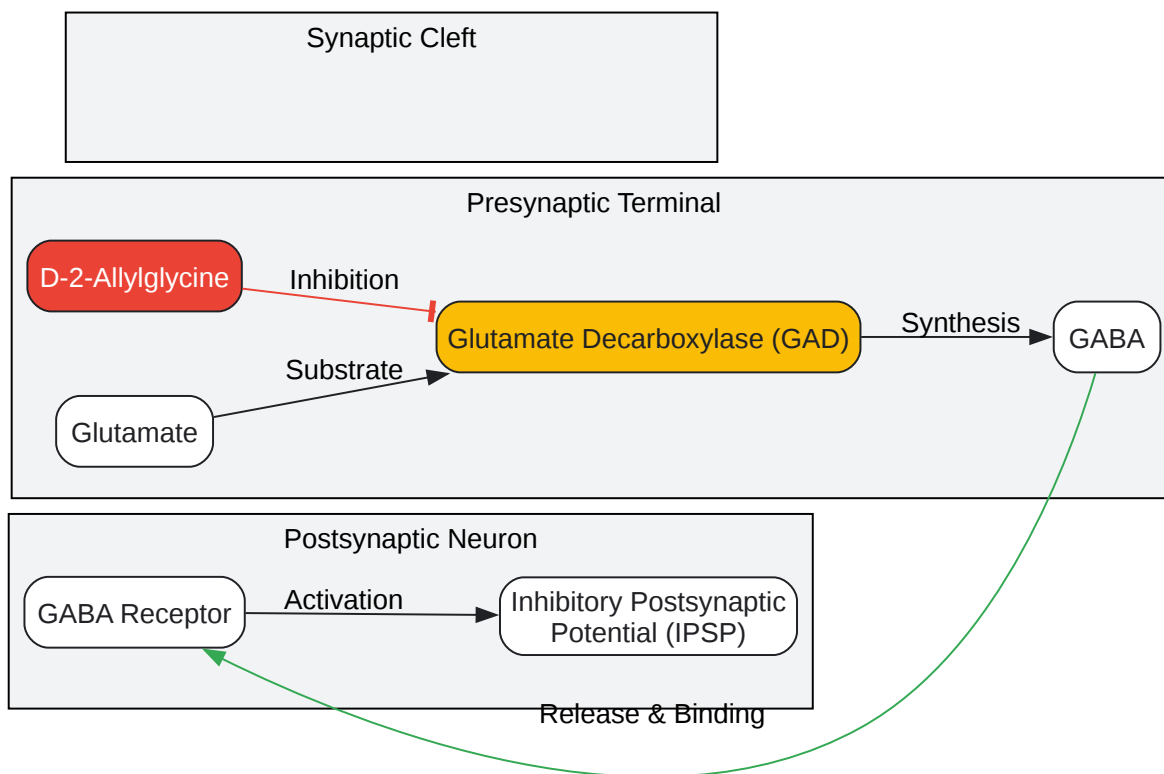 Synaptic Cleft
Presynaptic Terminal
D-2-Allylglycine
Inhibition
Glutamate Decarboxylase (GAD)
Synthesis
GABA
Substrate
Glutamate
Postsynaptic Neuron
GABA Receptor
Activation
Inhibitory Postsynaptic
Potential (IPSP)
Release & Binding